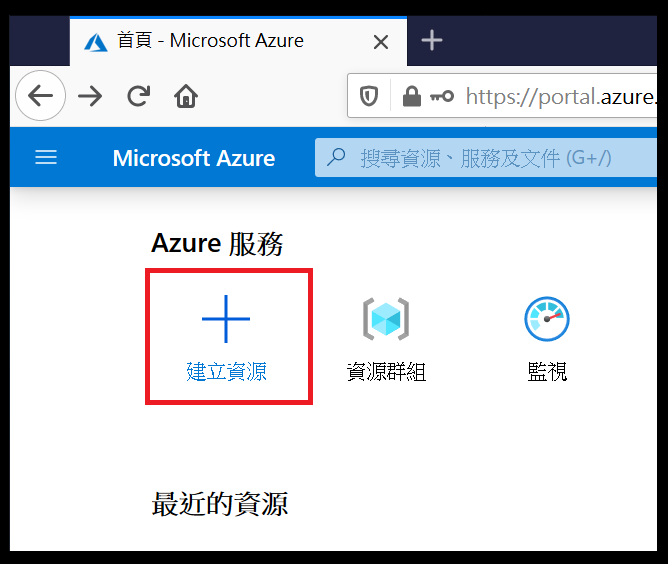 首頁 - Microsoft Azure
https://portal.azure.
Microsoft Azure
搜尋資源、服務及文件 (G+/)
Azure 服務
建立資源
資源群組
監視
最近的資源